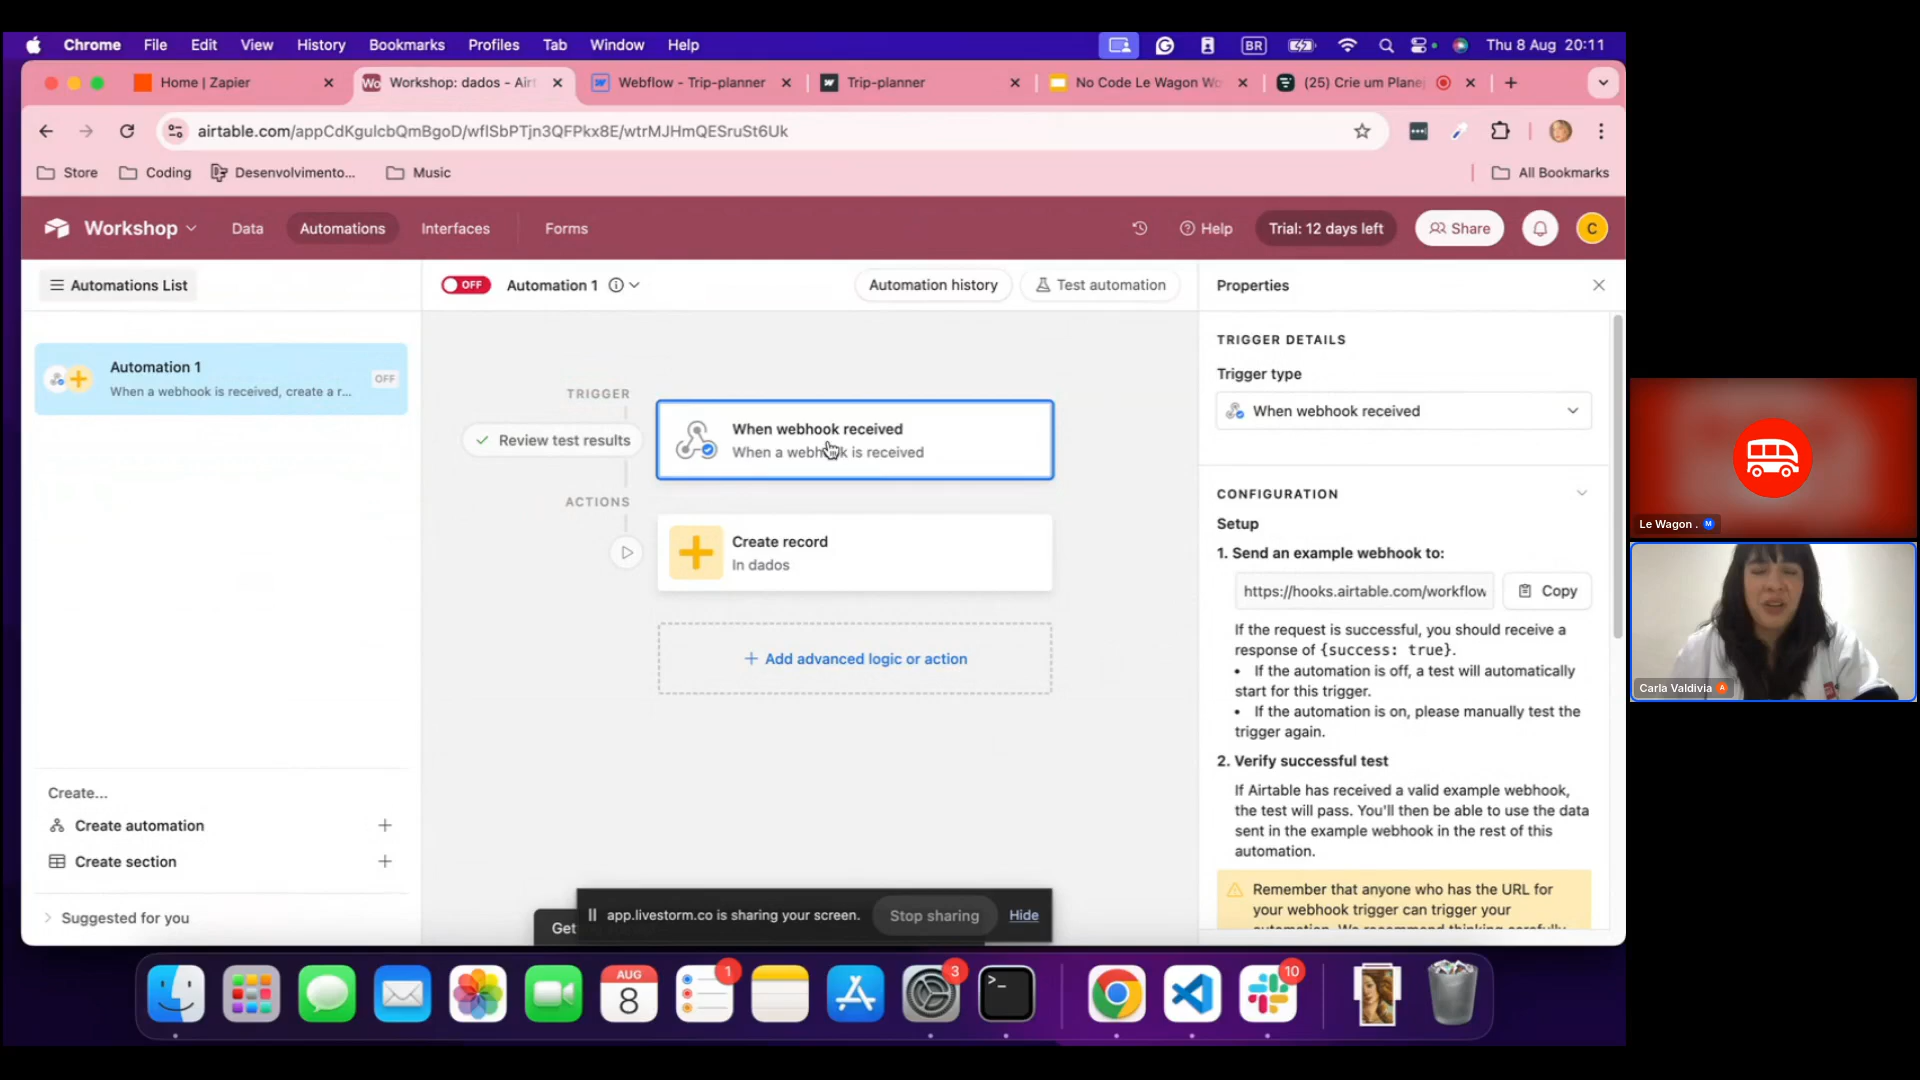 Chrome File Edit View History Bookmarks Profiles Tab Window Help BR Thu 8 Aug 20:11
Home | Zapier
Workshop: dados - Air
Webflow - Trip-planner
Trip-planner
No Code Le Wagon Wo
(25) Crie um Plane
airtable.com/appCdKgulcbQmBgoD/wflSbPTjn3QFPkx8E/wtrMJHmQESruSt6Uk
Store Coding Desenvolvimento... Music All Bookmarks
Workshop Data Automations Interfaces Forms Help Trial: 12 days left Share C
Automations List
OFF Automation 1 Automation history Test automation
Properties
Automation 1
When a webhook is received, create a r...
OFF
Create...
Create automation
Create section
Suggested for you
TRIGGER
Review test results
When webhook received
When a webhook is received
ACTIONS
Create record
In dados
Add advanced logic or action
TRIGGER DETAILS
Trigger type
When webhook received
CONFIGURATION
Setup
1. Send an example webhook to:
https://hooks.airtable.com/workflow
Copy
If the request is successful, you should receive a
response of {success: true}.
• If the automation is off, a test will automatically
start for this trigger.
• If the automation is on, please manually test the
trigger again.
2. Verify successful test
If Airtable has received a valid example webhook,
the test will pass. You'll then be able to use the data
sent in the example webhook in the rest of this
automation.
Remember that anyone who has the URL for
your webhook trigger can trigger your
automation. We recommend thinking carefully
Get
app.livestorm.co is sharing your screen. Stop sharing Hide
AUG
8
1
3
10
Le Wagon . M
Carla Valdivia A